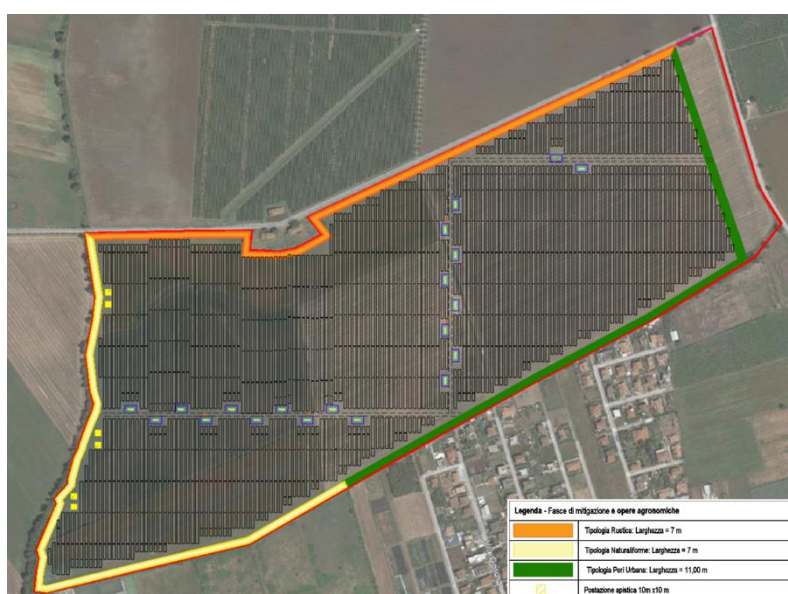 Legenda - Fasce di mitigazione e opere agronomiche
Tipologia Rustica: Larghezza = 7 m
Tipologia Naturaliforme: Larghezza = 7 m
Tipologia Peri Urbana: Larghezza = 11,00 m
Postazione apistica 10m x10 m